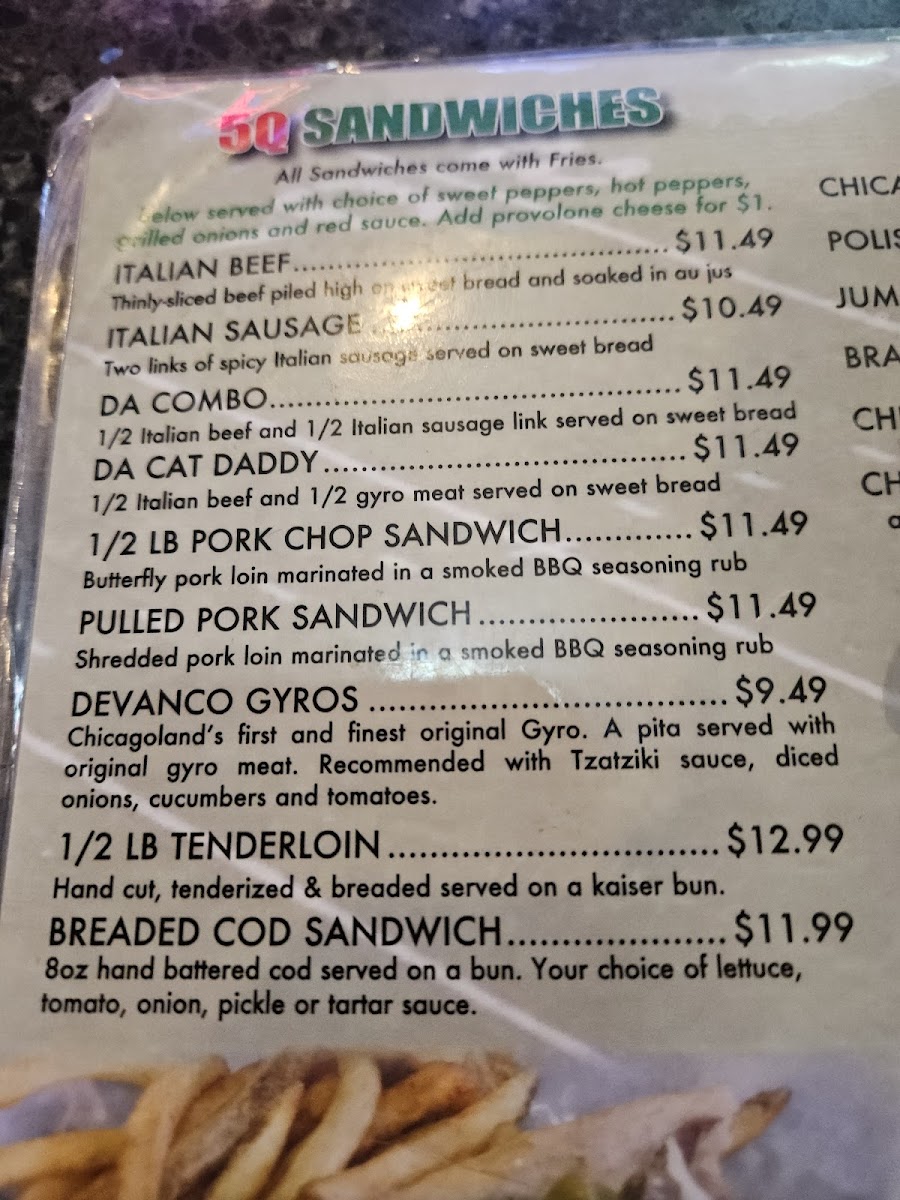 5Q SANDWICHES
All Sandwiches come with Fries.
Below served with choice of sweet peppers, hot peppers,
grilled onions and red sauce. Add provolone cheese for $1.
ITALIAN BEEF..........................................$11.49
Thinly-sliced beef piled high on sweet bread and soaked in au jus
ITALIAN SAUSAGE..................................$10.49
Two links of spicy Italian sausage served on sweet bread
DA COMBO..........................................$11.49
1/2 Italian beef and 1/2 Italian sausage link served on sweet bread
DA CAT DADDY.....................................$11.49
1/2 Italian beef and 1/2 gyro meat served on sweet bread
1/2 LB PORK CHOP SANDWICH.............$11.49
Butterfly pork loin marinated in a smoked BBQ seasoning rub
PULLED PORK SANDWICH......................$11.49
Shredded pork loin marinated in a smoked BBQ seasoning rub
DEVANCO GYROS ....................................$9.49
Chicagoland's first and finest original Gyro. A pita served with
original gyro meat. Recommended with Tzatziki sauce, diced
onions, cucumbers and tomatoes.
1/2 LB TENDERLOIN.................................$12.99
Hand cut, tenderized & breaded served on a kaiser bun.
BREADED COD SANDWICH......................$11.99
8oz hand battered cod served on a bun. Your choice of lettuce,
tomato, onion, pickle or tartar sauce.
CHICA
POLIS
JUM
BRA
CH
CH